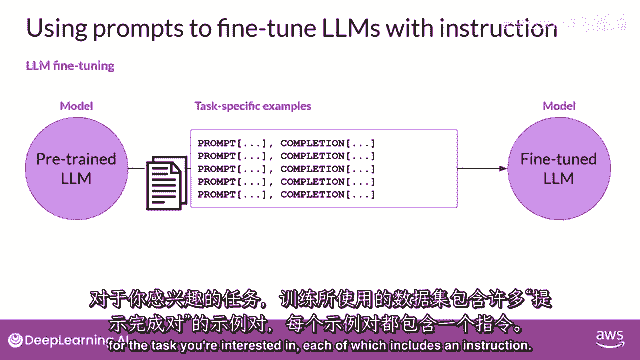 Using prompts to fine-tune LLMs with instruction
LLM fine-tuning
Model
Task-specific examples
Model
Pre-trained
LLM
PROMPT[...], COMPLETION[...]
PROMPT[...], COMPLETION[...]
PROMPT[...], COMPLETION[...]
PROMPT[...], COMPLETION[...]
PROMPT[...], COMPLETION[...]
Fine-tuned
LLM
对于你感兴趣的任务，训练所使用的数据集包含许多“提
示完成对”的示例对，每个示例对都包含一个指令。
for the task you're interested in, each of which includes an instruction.
DeepLearning.AI
aws